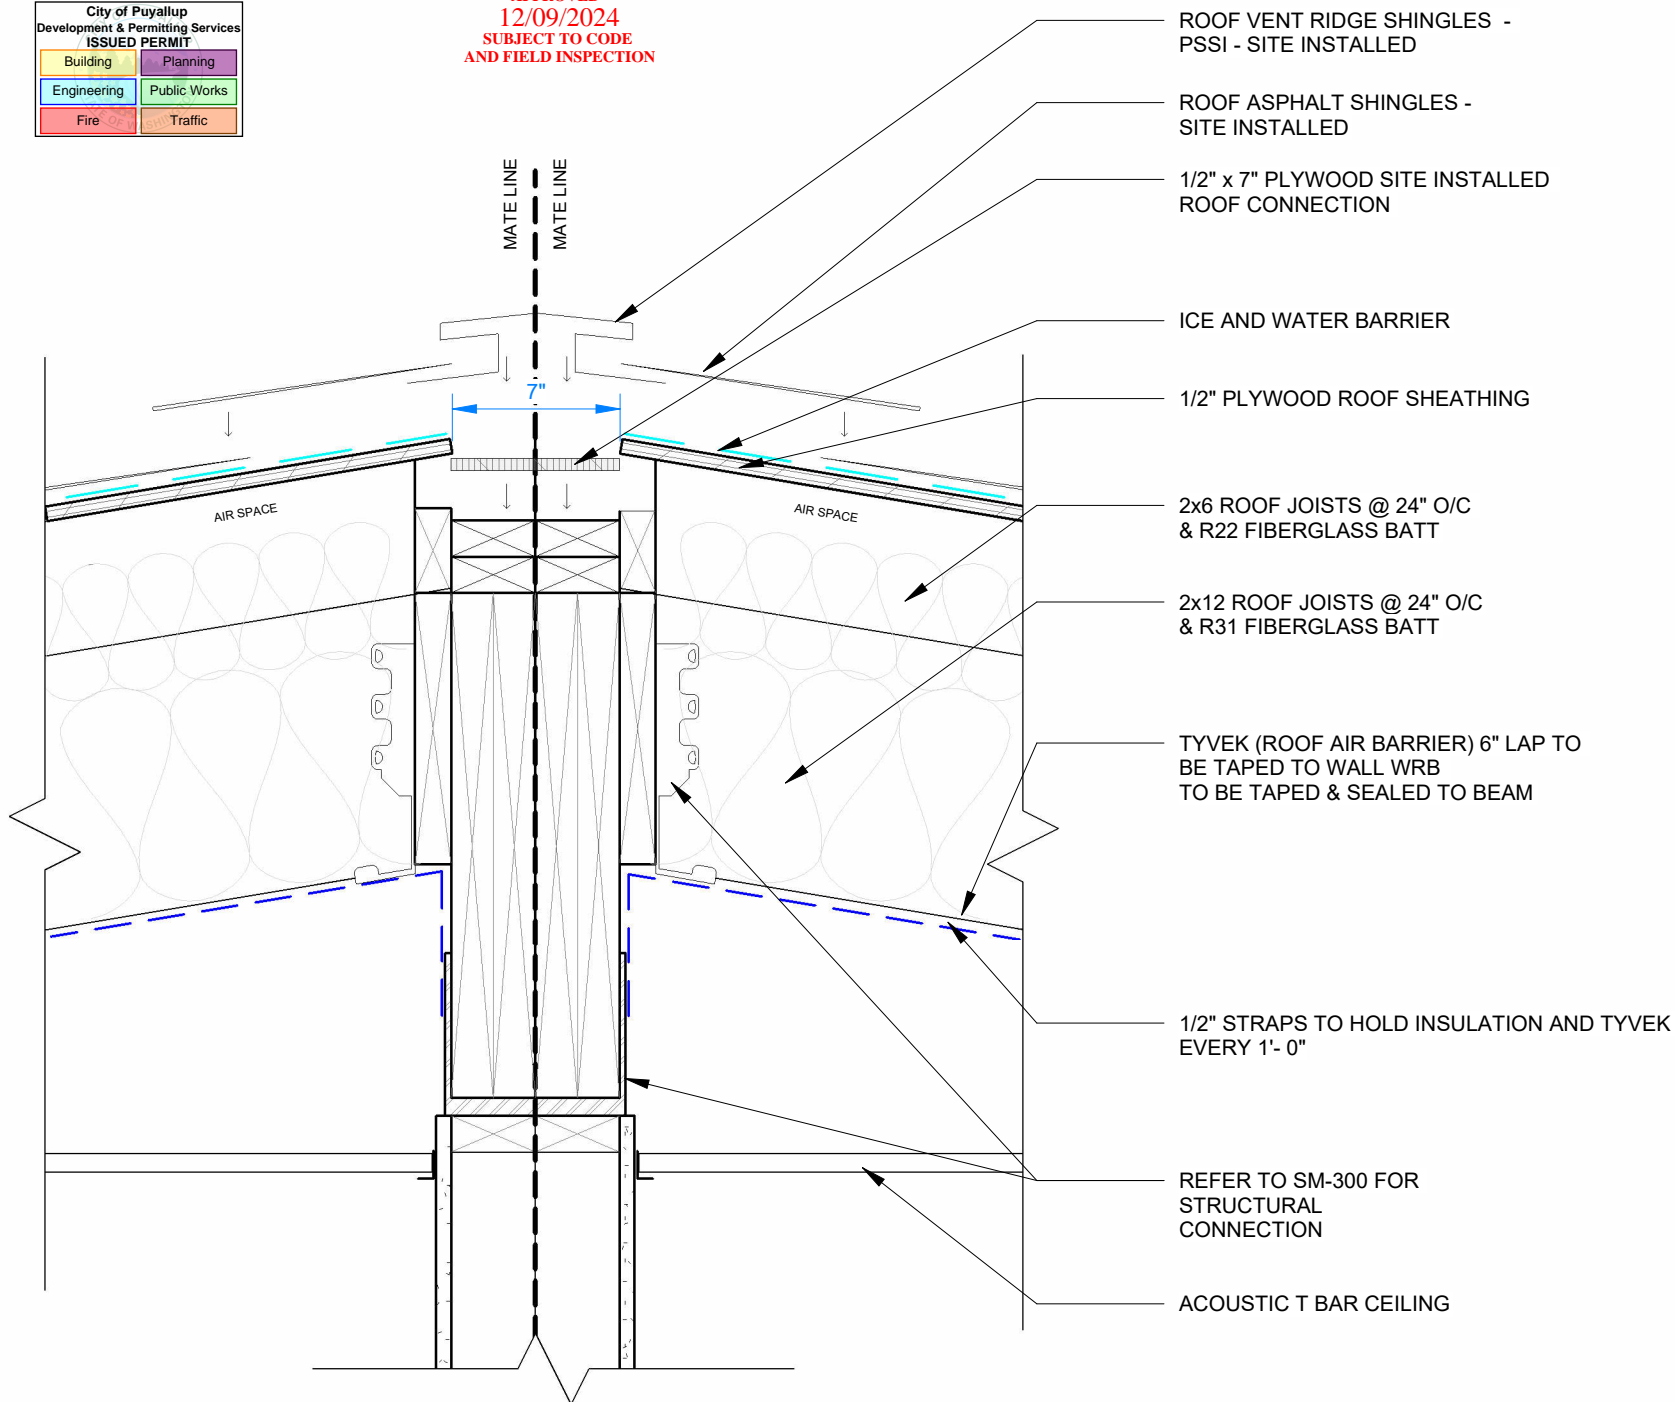 City of Puyallup
Development & Permitting Services
ISSUED PERMIT
Building
Planning
Engineering
Public Works
Fire
Traffic
12/09/2024
SUBJECT TO CODE
AND FIELD INSPECTION
ROOF VENT RIDGE SHINGLES -
PSSI - SITE INSTALLED
ROOF ASPHALT SHINGLES -
SITE INSTALLED
1/2" x 7" PLYWOOD SITE INSTALLED
ROOF CONNECTION
MATE LINE
MATE LINE
ICE AND WATER BARRIER
7"
1/2" PLYWOOD ROOF SHEATHING
AIR SPACE
AIR SPACE
2x6 ROOF JOISTS @ 24" O/C
& R22 FIBERGLASS BATT
2x12 ROOF JOISTS @ 24" O/C
& R31 FIBERGLASS BATT
TYVEK (ROOF AIR BARRIER) 6" LAP TO
BE TAPED TO WALL WRB
TO BE TAPED & SEALED TO BEAM
1/2" STRAPS TO HOLD INSULATION AND TYVEK
EVERY 1'- 0"
REFER TO SM-300 FOR
STRUCTURAL
CONNECTION
ACOUSTIC T BAR CEILING